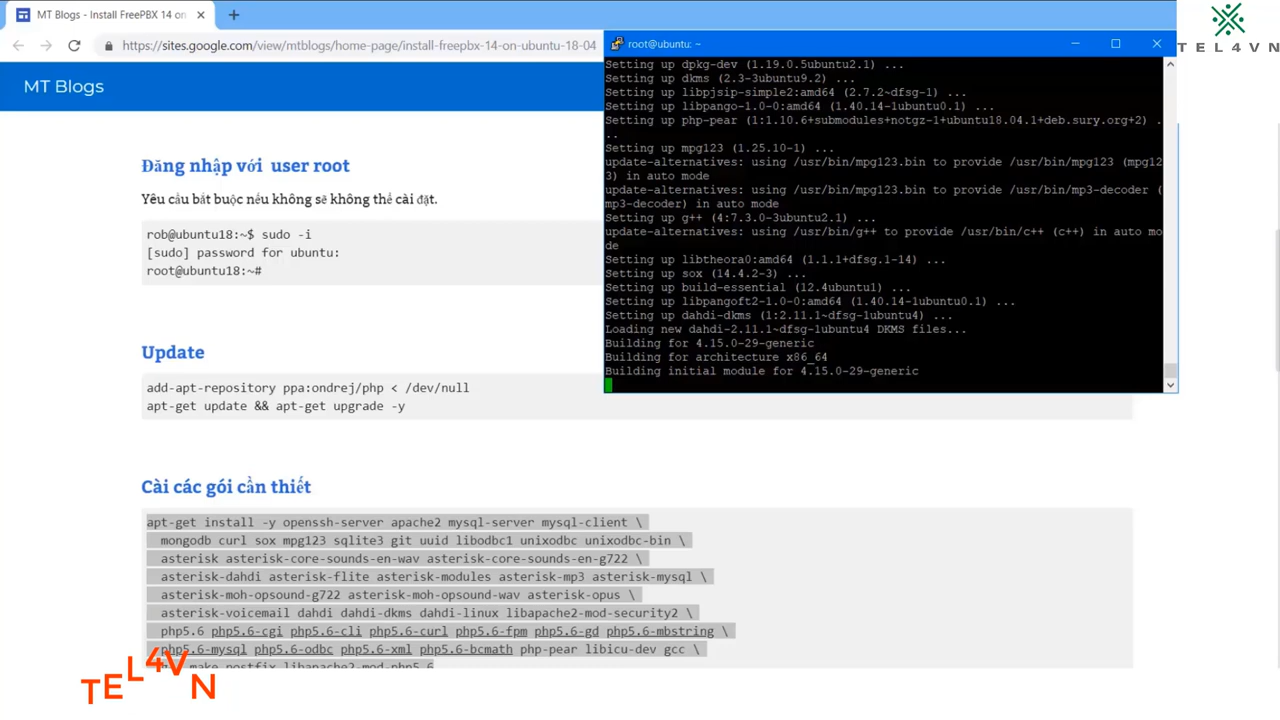 MT Blogs - Install FreePBX 14 on
https://sites.google.com/view/mtblogs/home-page/install-freepbx-14-on-ubuntu-18-04
TEL4VN
MT Blogs
Đăng nhập với user root
Yêu cầu bắt buộc nếu không sẽ không thể cài đặt.
rob@ubuntu18:~$ sudo -i
[sudo] password for ubuntu:
root@ubuntu18:~#
Update
add-apt-repository ppa:ondrej/php < /dev/null
apt-get update && apt-get upgrade -y
Cài các gói cần thiết
apt-get install -y openssh-server apache2 mysql-server mysql-client \
mongodb curl sox mpg123 sqlite3 git uuid libodbc1 unixodbc unixodbc-bin \
asterisk asterisk-core-sounds-en-wav asterisk-core-sounds-en-g722 \
asterisk-dahdi asterisk-flite asterisk-modules asterisk-mp3 asterisk-mysql \
asterisk-moh-opsound-g722 asterisk-moh-opsound-wav asterisk-opus \
asterisk-voicemail dahdi dahdi-dkms dahdi-linux libapache2-mod-security2 \
php5.6 php5.6-cgi php5.6-cli php5.6-curl php5.6-fpm php5.6-gd php5.6-mbstring \
php5.6-mysql php5.6-odbc php5.6-xml php5.6-bcmath php-pear libicu-dev gcc \
make postfix libapache2-mod-php5.6
root@ubuntu: ~
Setting up dpkg-dev (1.19.0.5ubuntu2.1) ...
Setting up dkms (2.3-3ubuntu9.2) ...
Setting up libpjsip-simple2:amd64 (2.7.2~dfsg-1) ...
Setting up libpango-1.0-0:amd64 (1.40.14-1ubuntu0.1) ...
Setting up php-pear (1:1.10.6+submodules+notgz-1+ubuntu18.04.1+deb.sury.org+2) .
..
Setting up mpg123 (1.25.10-1) ...
update-alternatives: using /usr/bin/mpg123.bin to provide /usr/bin/mpg123 (mpg12
3) in auto mode
update-alternatives: using /usr/bin/mpg123.bin to provide /usr/bin/mp3-decoder (
mp3-decoder) in auto mode
Setting up g++ (4:7.3.0-3ubuntu2.1) ...
update-alternatives: using /usr/bin/g++ to provide /usr/bin/c++ (c++) in auto mo
de
Setting up libtheora0:amd64 (1.1.1+dfsg.1-14) ...
Setting up sox (14.4.2-3) ...
Setting up build-essential (12.4ubuntu1) ...
Setting up libpangoft2-1.0-0:amd64 (1.40.14-1ubuntu0.1) ...
Setting up dahdi-dkms (1:2.11.1~dfsg-1ubuntu4) ...
Loading new dahdi-2.11.1~dfsg-1ubuntu4 DKMS files...
Building for 4.15.0-29-generic
Building for architecture x86_64
Building initial module for 4.15.0-29-generic
TEL4VN